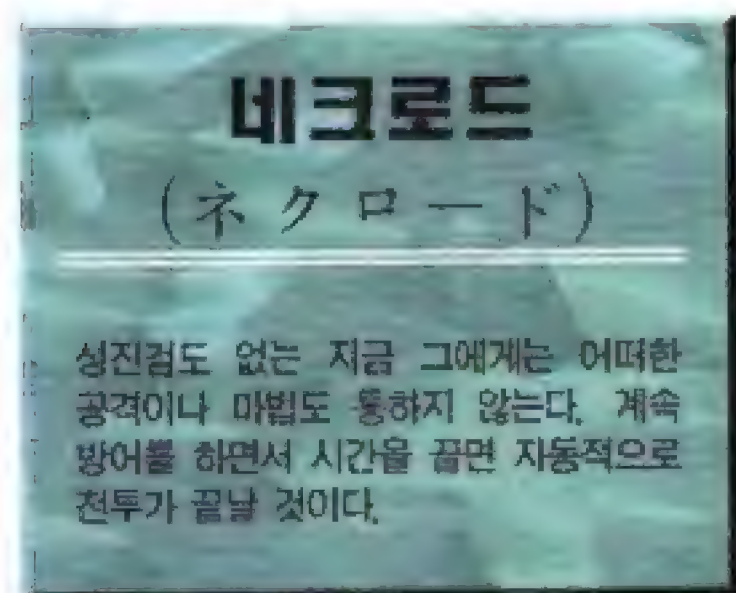 네크로드
(ネクロード)
성진검도 없는 지금 그에게는 어떠한
공격이나 마법도 통하지 않는다. 계속
방어를 하면서 시간을 끌면 자동적으로
전투가 끝날 것이다.